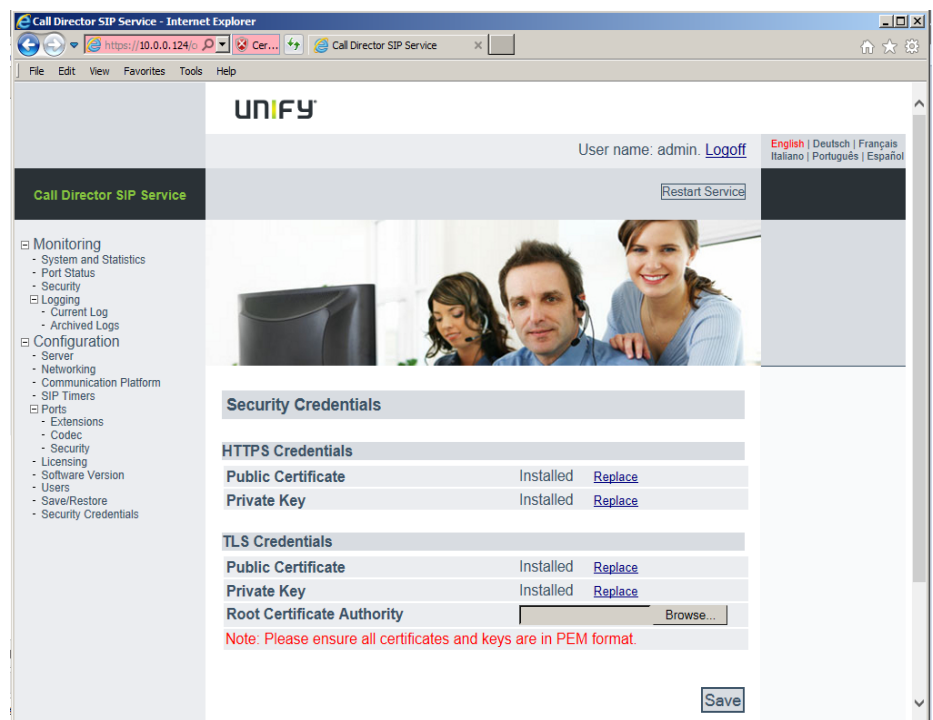 Call Director SIP Service - Internet Explorer
https://10.0.0.124/o
Cer...
Call Director SIP Service
File Edit View Favorites Tools Help
UNIFY
User name: admin. Logoff
English | Deutsch | Français
Italiano | Português | Español
Call Director SIP Service
Restart Service
Monitoring
- System and Statistics
- Port Status
- Security
Logging
- Current Log
- Archived Logs
Configuration
- Server
- Networking
- Communication Platform
- SIP Timers
Ports
- Extensions
- Codec
- Security
- Licensing
- Software Version
- Users
- Save/Restore
- Security Credentials
Security Credentials
HTTPS Credentials
Public Certificate Installed Replace
Private Key Installed Replace
TLS Credentials
Public Certificate Installed Replace
Private Key Installed Replace
Root Certificate Authority Browse...
Note: Please ensure all certificates and keys are in PEM format.
Save